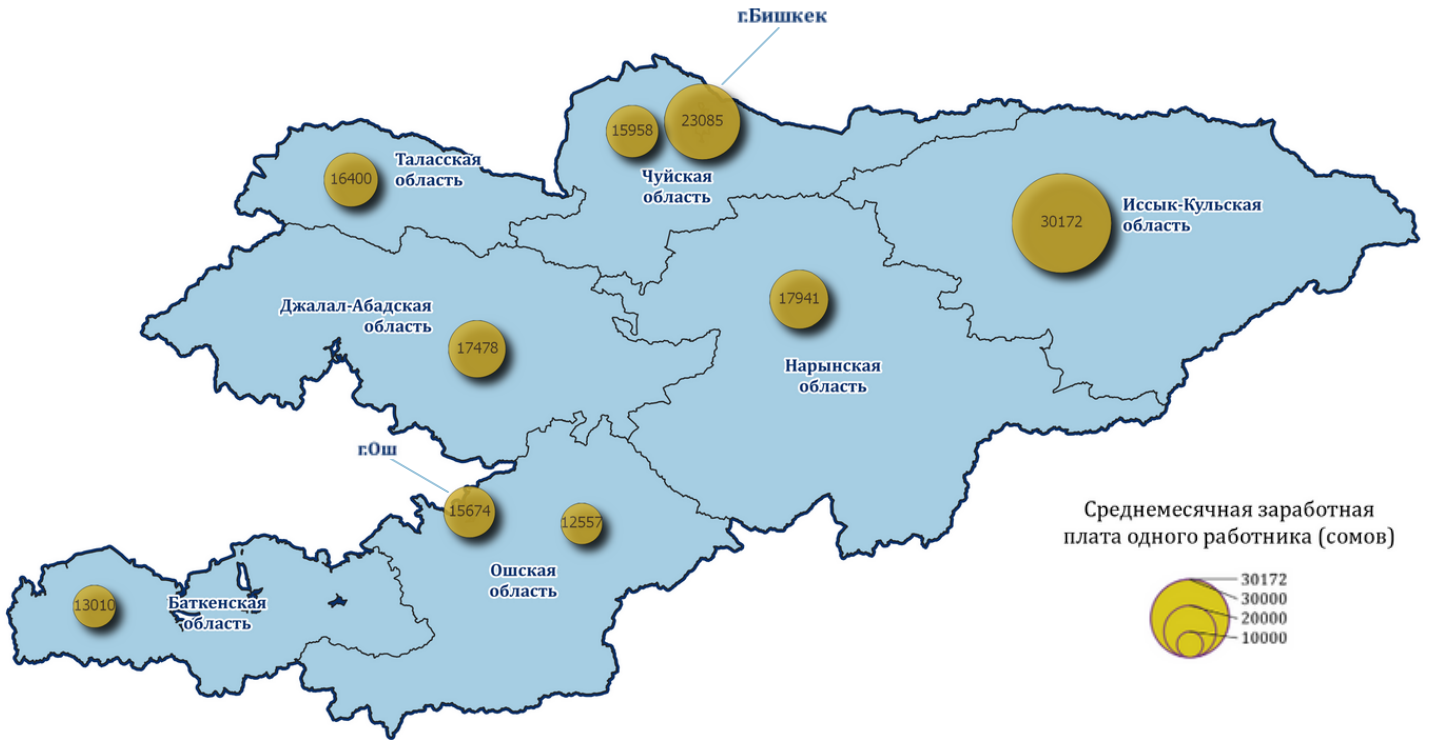 г.Бишкек
15958
23085
Таласская
область
16400
Чуйская
область
Иссык-Кульская
область
30172
17941
Джалал-Абадская
область
17478
Нарынская
область
г.Ош
15674
12557
Ошская
область
13010
Баткенская
область
Среднемесячная заработная
плата одного работника (сомов)
30172
30000
20000
10000